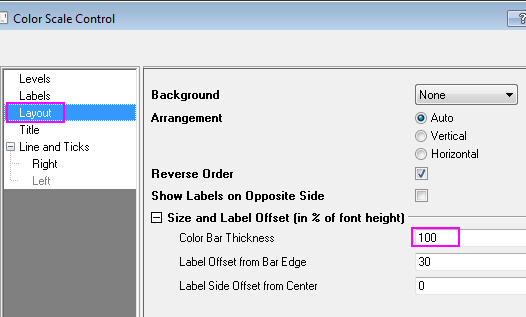 Color Scale Control
?
Levels
Labels
Layout
Title
Line and Ticks
Right
Left
Background None
Arrangement Auto
Vertical
Horizontal
Reverse Order
Show Labels on Opposite Side
Size and Label Offset (in % of font height)
Color Bar Thickness 100
Label Offset from Bar Edge 30
Label Side Offset from Center 0